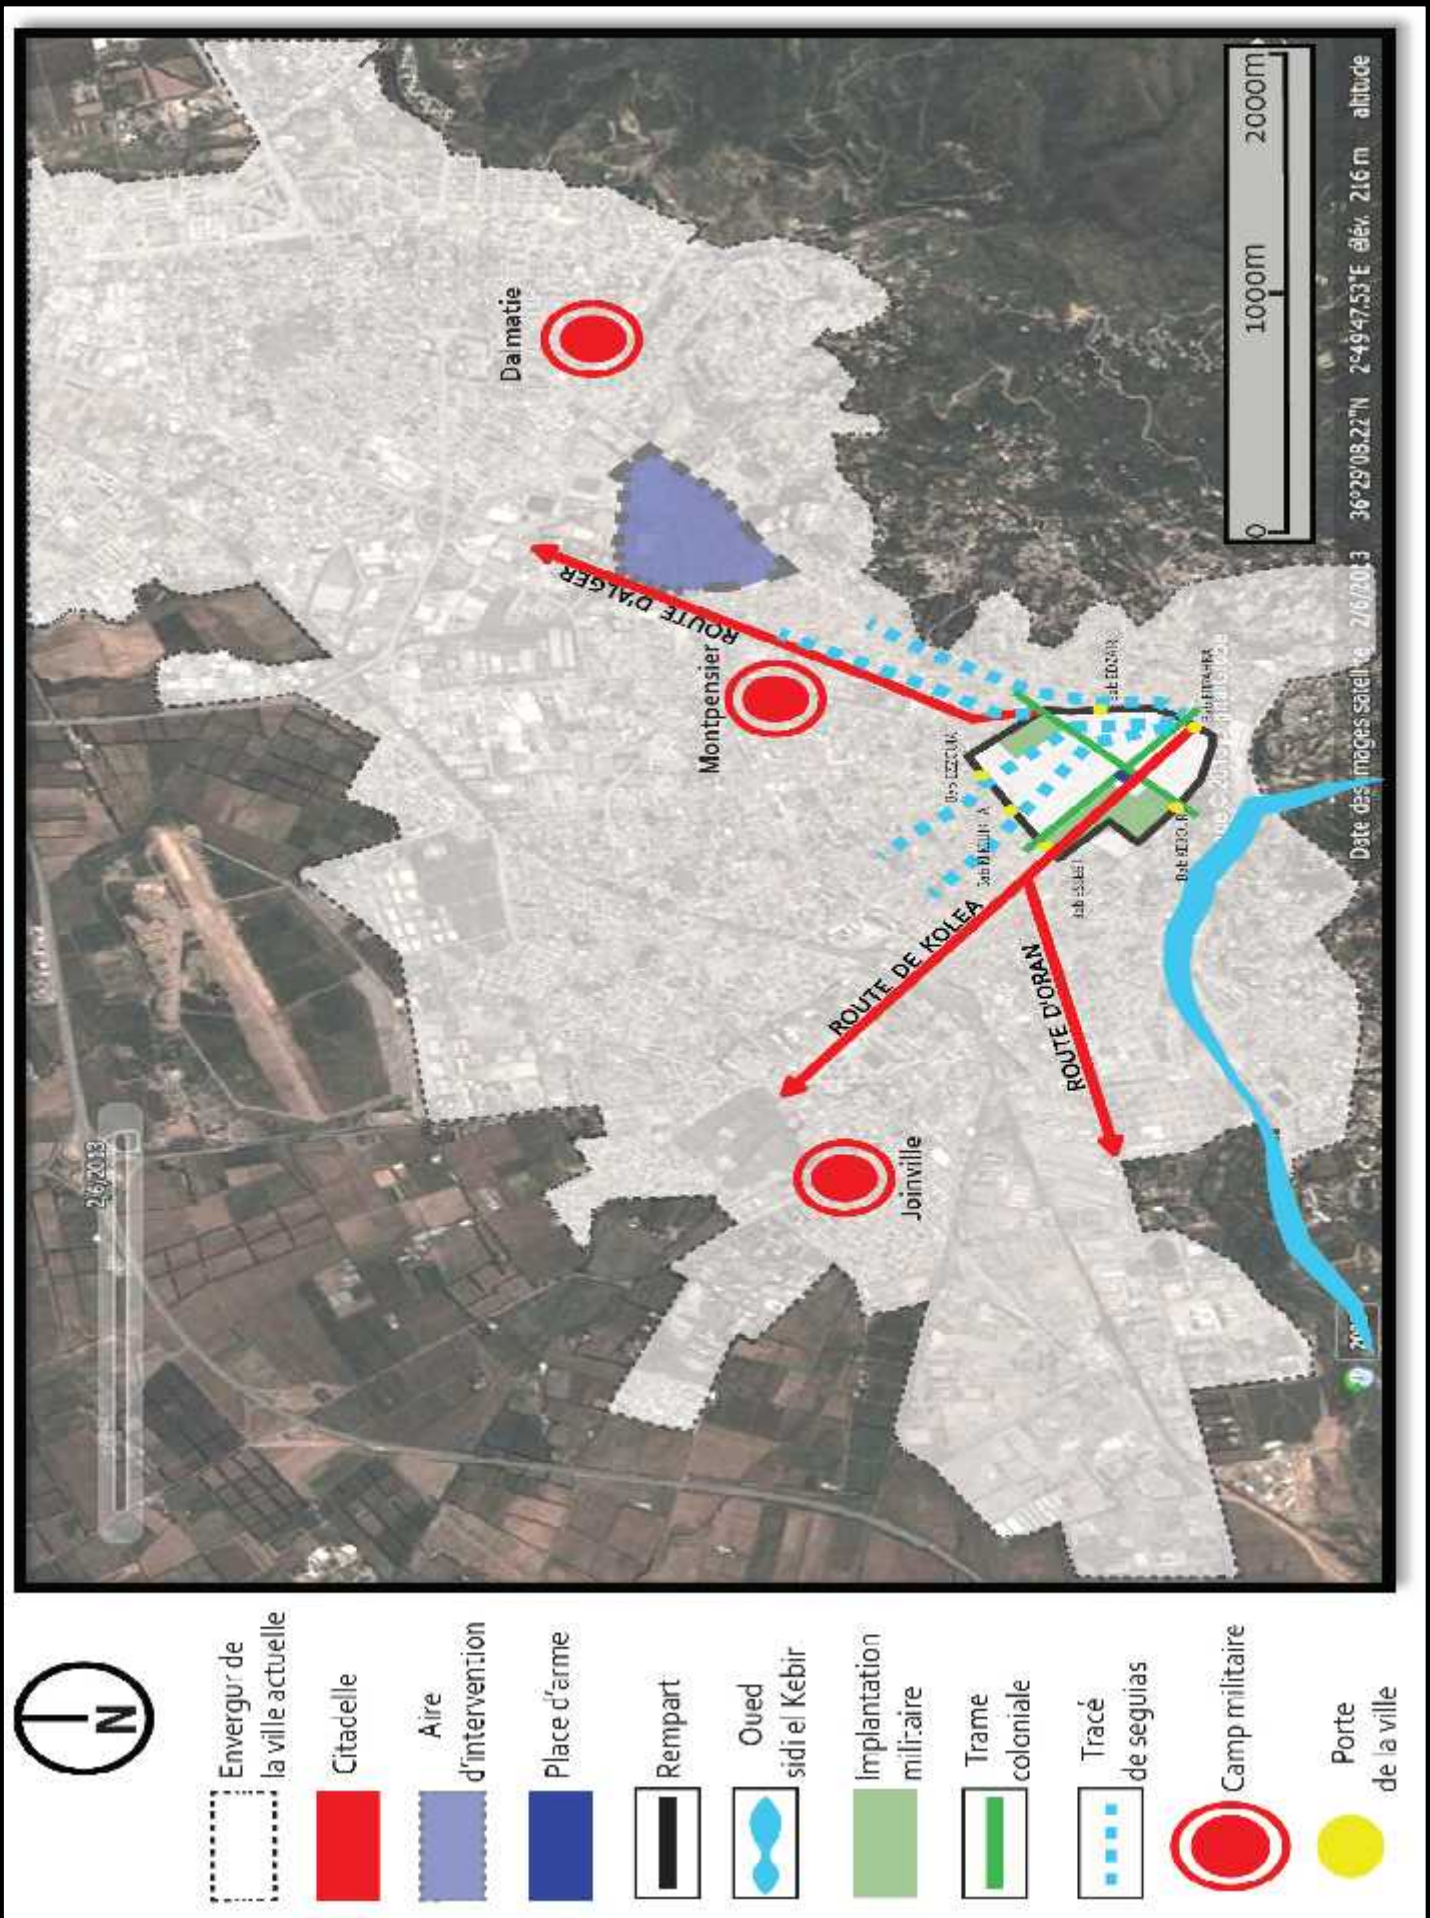 N
Envergur de
la ville actuelle
Citadelle
Aire
d'intervention
Place d'arme
Rempart
Oued
sidi el Kebir
Implantation
militaire
Trame
coloniale
Tracé
de seguias
Camp militaire
Porte
de la ville
2/6/2013
Dalmatie
Montpensier
Joinville
ROUTE D'ALGER
ROUTE DE KOLEA
ROUTE D'ORAN
0 1000m 2000m
Date des images satellite 2/6/2013 36°29'08.22"N 2°49'47.53"E élév. 216 m altitude